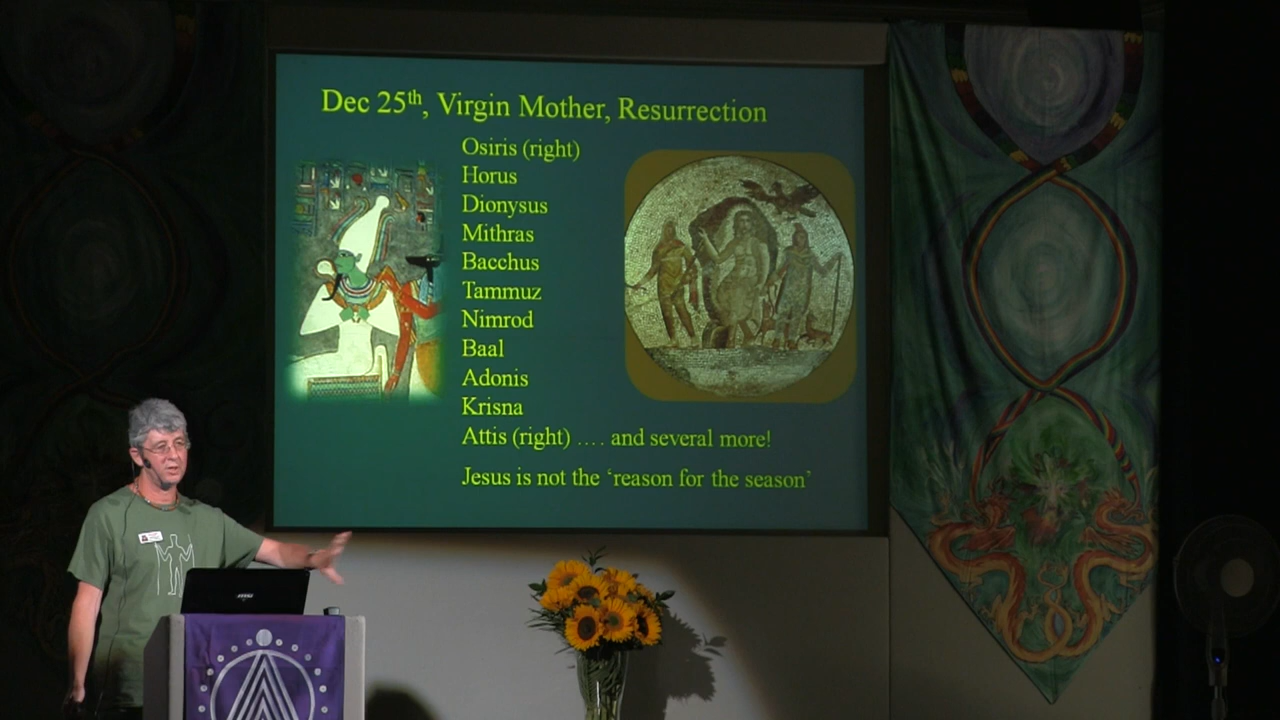 Dec 25th, Virgin Mother, Resurrection
Osiris (right)
Horus
Dionysus
Mithras
Bacchus
Tammuz
Nimrod
Baal
Adonis
Krisna
Attis (right) .... and several more!
Jesus is not the ‘reason for the season’